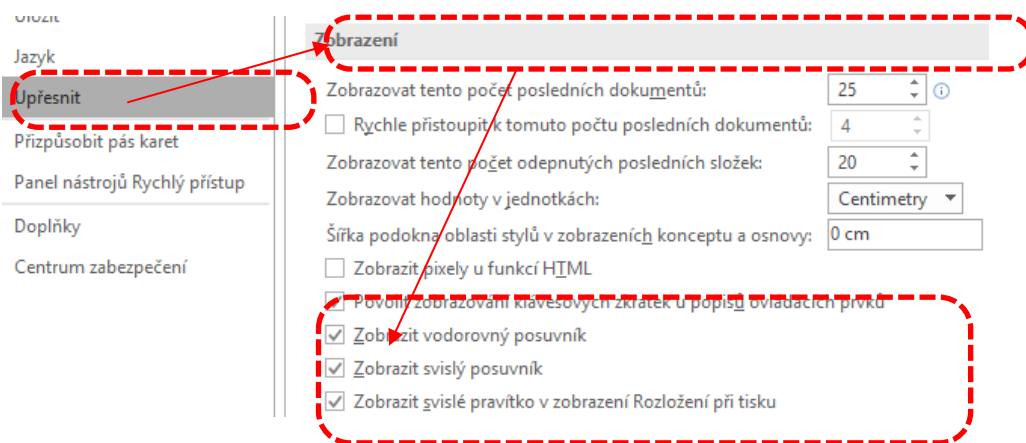 Uložit
Jazyk
Upřesnit
Přizpůsobit pás karet
Panel nástrojů Rychlý přístup
Doplňky
Centrum zabezpečení
Zobrazení
Zobrazovat tento počet posledních dokumentů: 25
Rychle přistoupit k tomuto počtu posledních dokumentů: 4
Zobrazovat tento počet odepnutých posledních složek: 20
Zobrazovat hodnoty v jednotkách: Centimetry
Šířka podokna oblasti stylů v zobrazeních konceptu a osnovy: 0 cm
Zobrazit pixely u funkcí HTML
Povolit zobrazování klávesových zkratek u popisů ovládacích prvků
Zobrazit vodorovný posuvník
Zobrazit svislý posuvník
Zobrazit svislé pravítko v zobrazení Rozložení při tisku